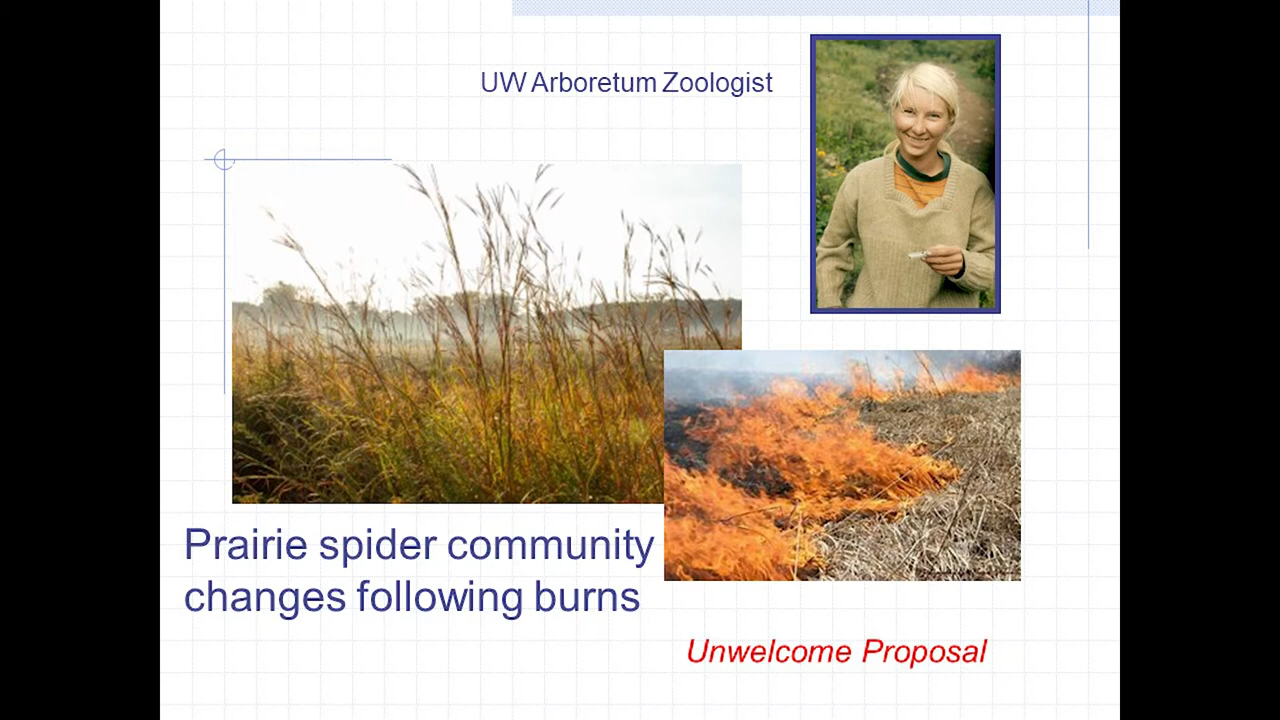 UW Arboretum Zoologist
Prairie spider community
changes following burns
Unwelcome Proposal